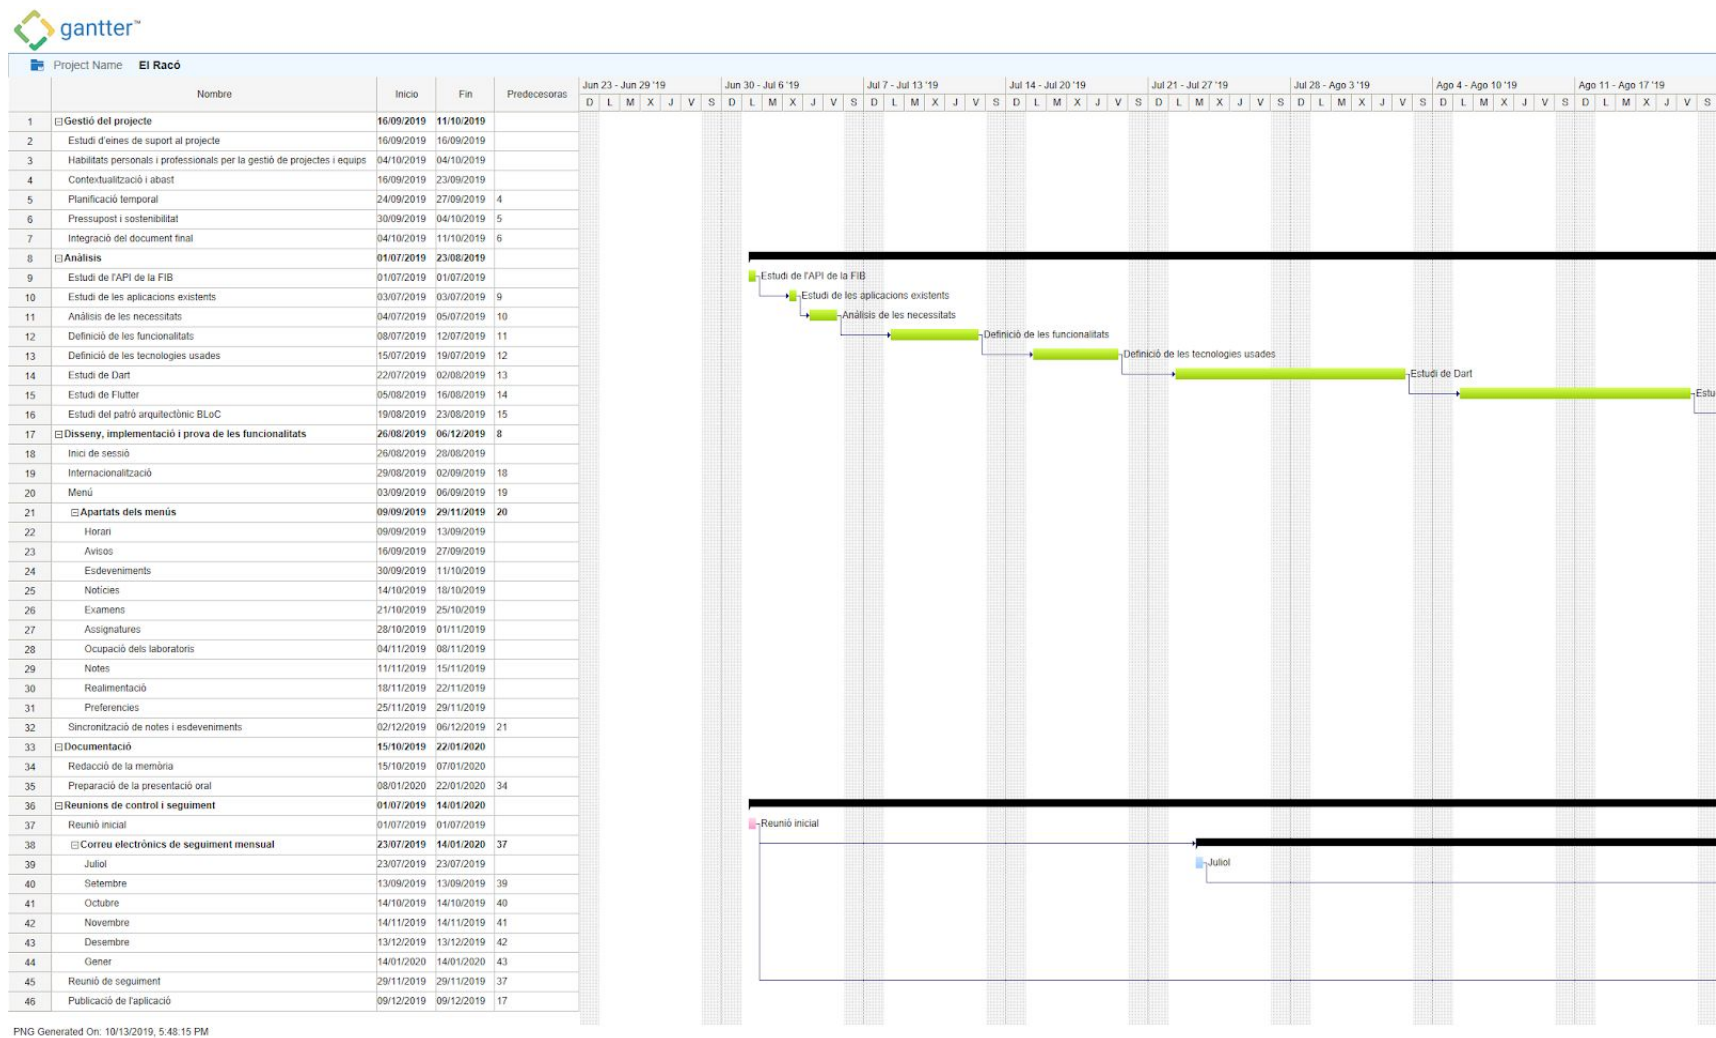 gantter™
Project Name El Racó
Nombre Inicio Fin Predecesoras
Jun 23 - Jun 29 '19 Jun 30 - Jul 6 '19 Jul 7 - Jul 13 '19 Jul 14 - Jul 20 '19 Jul 21 - Jul 27 '19 Jul 28 - Ago 3 '19 Ago 4 - Ago 10 '19 Ago 11 - Ago 17 '19
D L M X J V S D L M X J V S D L M X J V S D L M X J V S D L M X J V S D L M X J V S D L M X J V S D L M X J V S
1 Gestió del projecte 16/09/2019 11/10/2019
2 Estudi d'eines de suport al projecte 16/09/2019 16/09/2019
3 Habilitats personals i professionals per la gestió de projectes i equips 04/10/2019 04/10/2019
4 Contextualització i abast 16/09/2019 23/09/2019
5 Planificació temporal 24/09/2019 27/09/2019 4
6 Pressupost i sostenibilitat 30/09/2019 04/10/2019 5
7 Integració del document final 04/10/2019 11/10/2019 6
8 Anàlisis 01/07/2019 23/08/2019
9 Estudi de l'API de la FIB 01/07/2019 01/07/2019 Estudi de l'API de la FIB
10 Estudi de les aplicacions existents 03/07/2019 03/07/2019 9 Estudi de les aplicacions existents
11 Anàlisis de les necessitats 04/07/2019 05/07/2019 10 Anàlisis de les necessitats
12 Definició de les funcionalitats 08/07/2019 12/07/2019 11 Definició de les funcionalitats
13 Definició de les tecnologies usades 15/07/2019 19/07/2019 12 Definició de les tecnologies usades
14 Estudi de Dart 22/07/2019 02/08/2019 13 Estudi de Dart
15 Estudi de Flutter 05/08/2019 16/08/2019 14 Estu
16 Estudi del patró arquitectònic BLoC 19/08/2019 23/08/2019 15
17 Disseny, implementació i prova de les funcionalitats 26/08/2019 06/12/2019 8
18 Inici de sessió 26/08/2019 28/08/2019
19 Internacionalització 29/08/2019 02/09/2019 18
20 Menú 03/09/2019 06/09/2019 19
21 Apartats dels menús 09/09/2019 29/11/2019 20
22 Horari 09/09/2019 13/09/2019
23 Avisos 16/09/2019 27/09/2019
24 Esdeveniments 30/09/2019 11/10/2019
25 Notícies 14/10/2019 18/10/2019
26 Examens 21/10/2019 25/10/2019
27 Assignatures 28/10/2019 01/11/2019
28 Ocupació dels laboratoris 04/11/2019 08/11/2019
29 Notes 11/11/2019 15/11/2019
30 Realimentació 18/11/2019 22/11/2019
31 Preferencies 25/11/2019 29/11/2019
32 Sincronització de notes i esdeveniments 02/12/2019 06/12/2019 21
33 Documentació 15/10/2019 22/01/2020
34 Redacció de la memòria 15/10/2019 07/01/2020
35 Preparació de la presentació oral 08/01/2020 22/01/2020 34
36 Reunions de control i seguiment 01/07/2019 14/01/2020
37 Reunió inicial 01/07/2019 01/07/2019 Reunió inicial
38 Correu electrònics de seguiment mensual 23/07/2019 14/01/2020 37
39 Juliol 23/07/2019 23/07/2019 Juliol
40 Setembre 13/09/2019 13/09/2019 39
41 Octubre 14/10/2019 14/10/2019 40
42 Novembre 14/11/2019 14/11/2019 41
43 Desembre 13/12/2019 13/12/2019 42
44 Gener 14/01/2020 14/01/2020 43
45 Reunió de seguiment 29/11/2019 29/11/2019 37
46 Publicació de l'aplicació 09/12/2019 09/12/2019 17
PNG Generated On: 10/13/2019, 5:48:15 PM